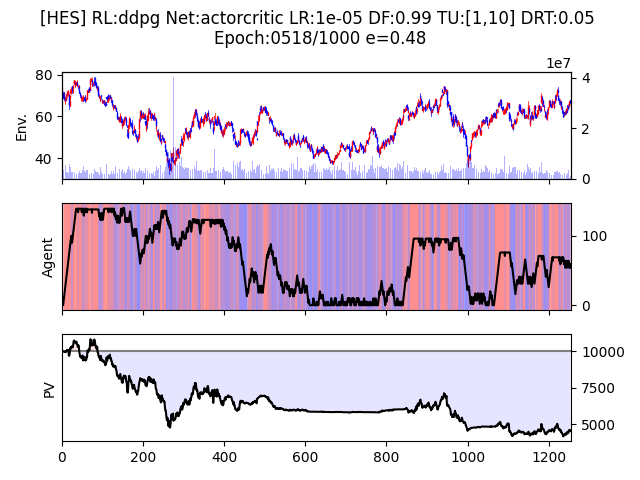 [HES] RL:ddpg Net:actorcritic LR:1e-05 DF:0.99 TU:[1,10] DRT:0.05
Epoch:0518/1000 e=0.48
1e7
80
60
40
Env.
4
2
0
Agent
100
0
PV
10000
7500
5000
0 200 400 600 800 1000 1200